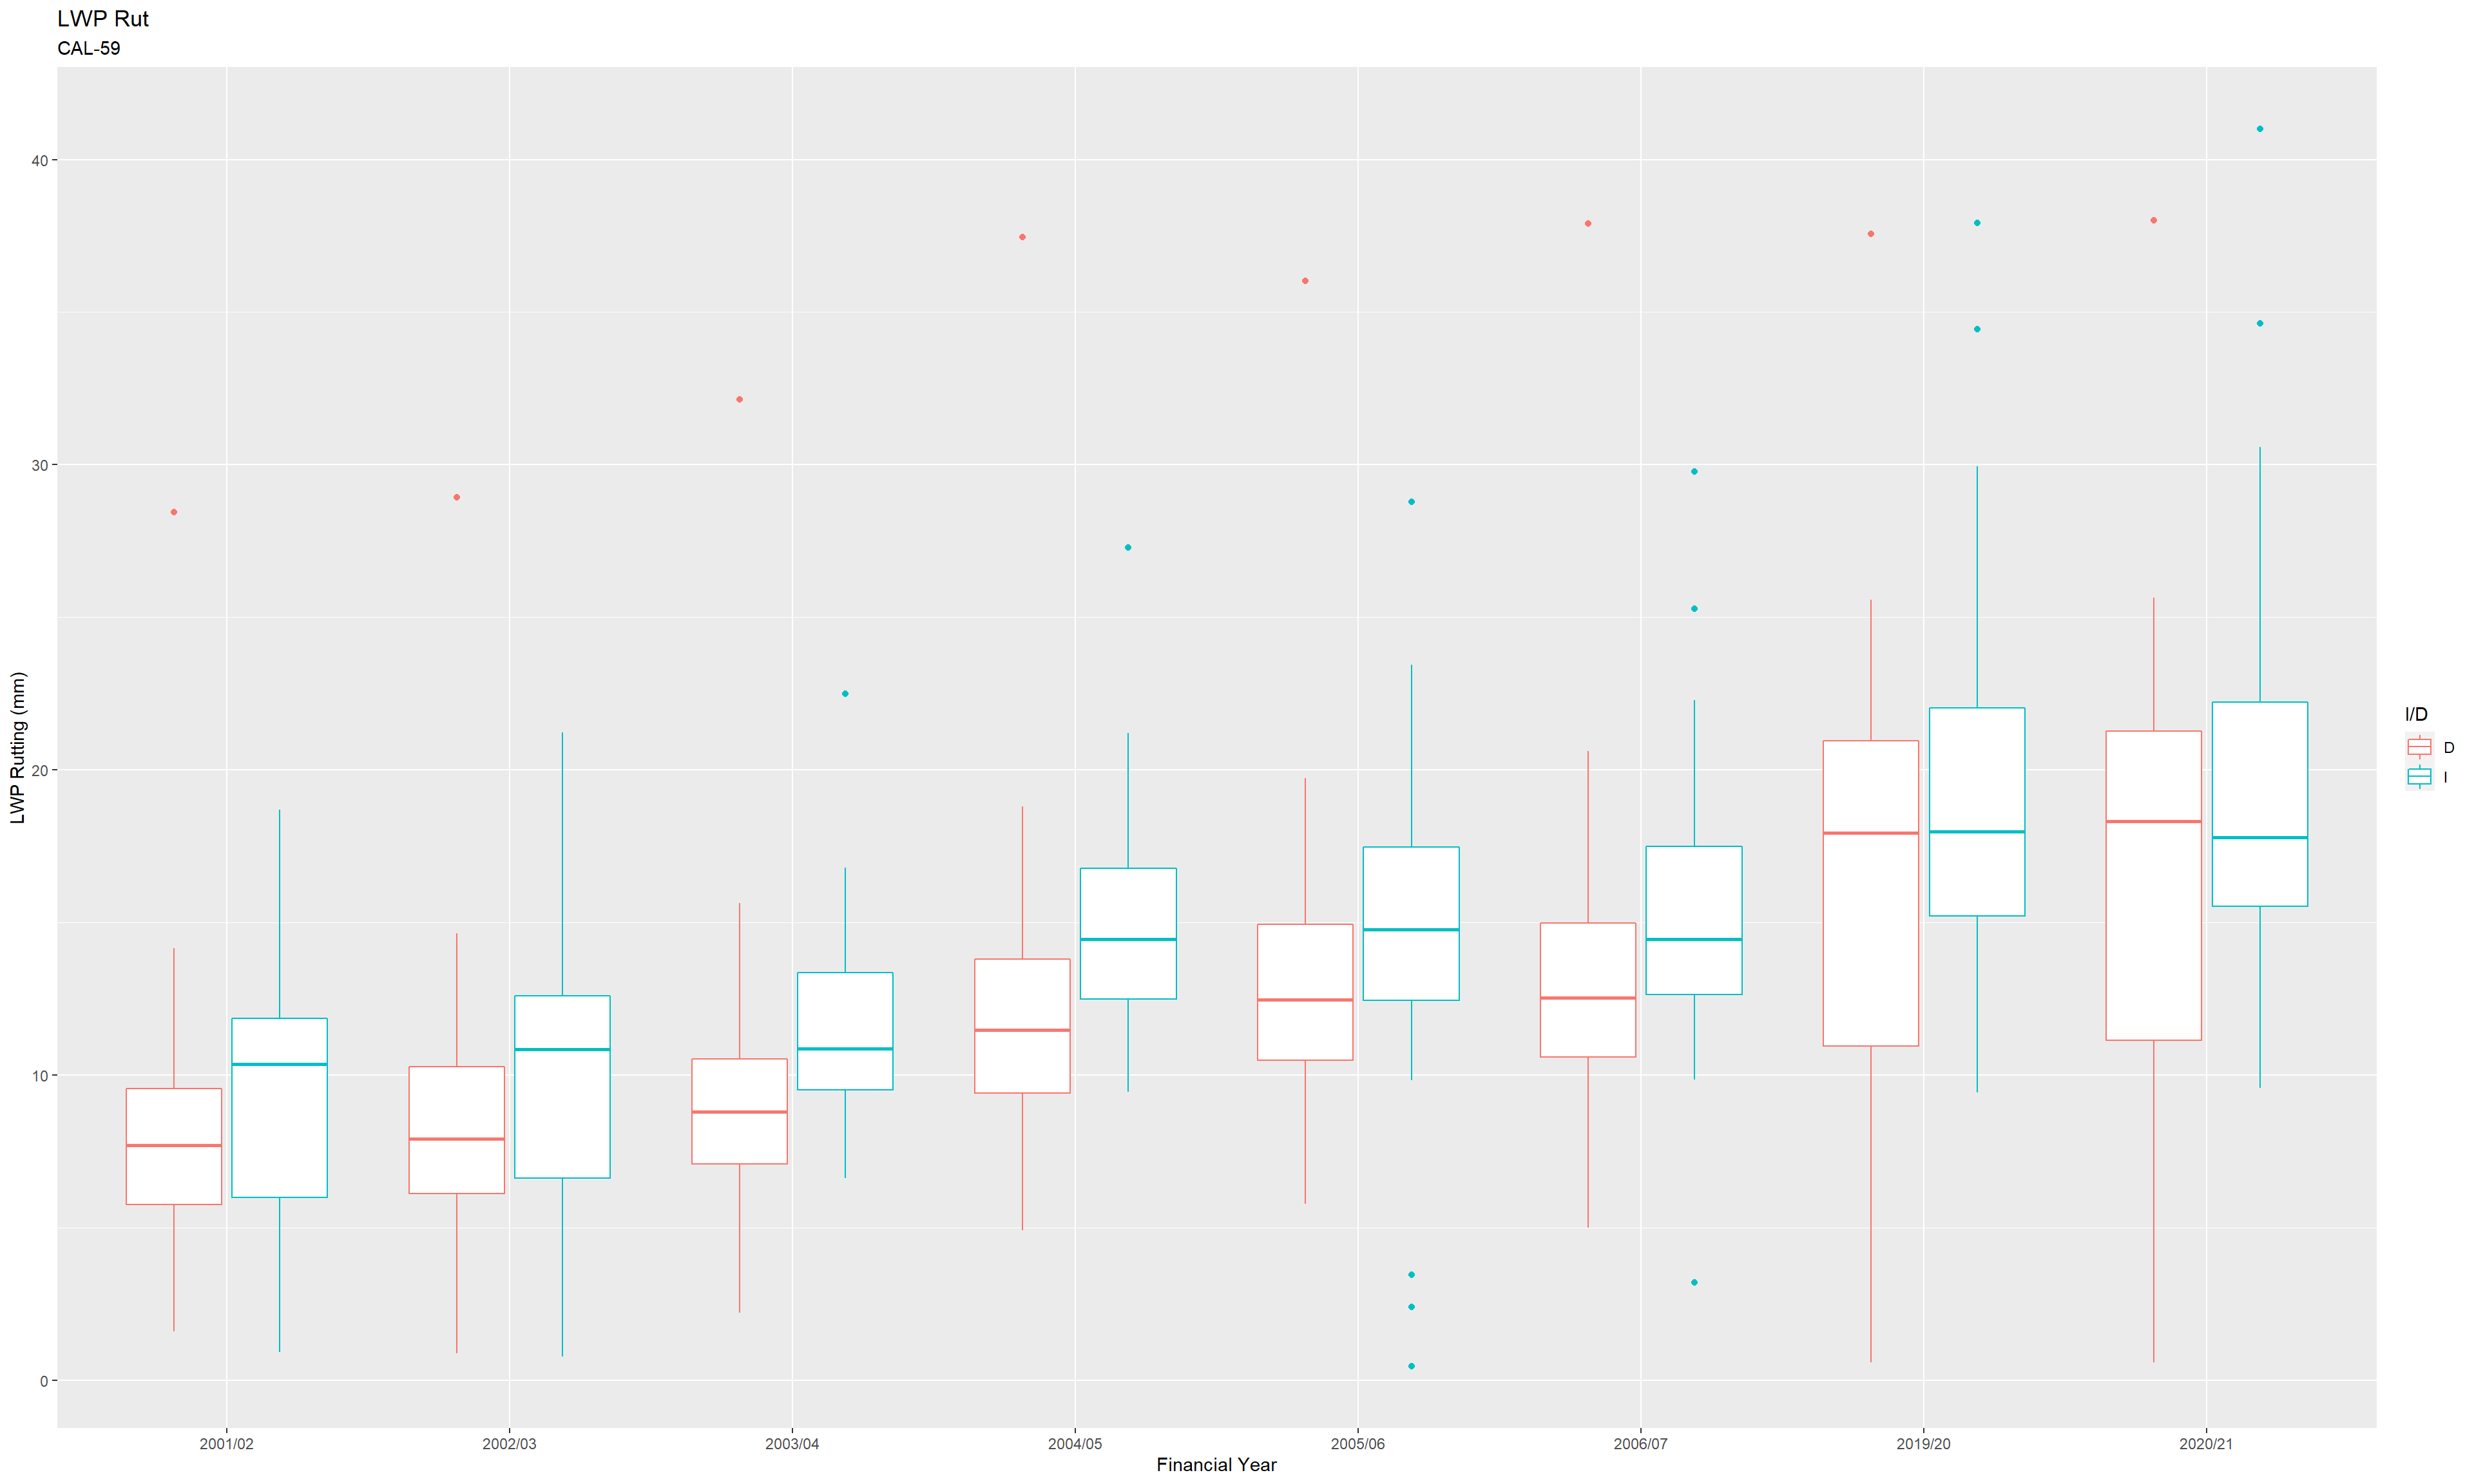 LWP Rut
CAL-59
40
30
20
10
0
LWP Rutting (mm)
2001/02
2002/03
2003/04
2004/05
2005/06
2006/07
2019/20
2020/21
Financial Year
I/D
D
I